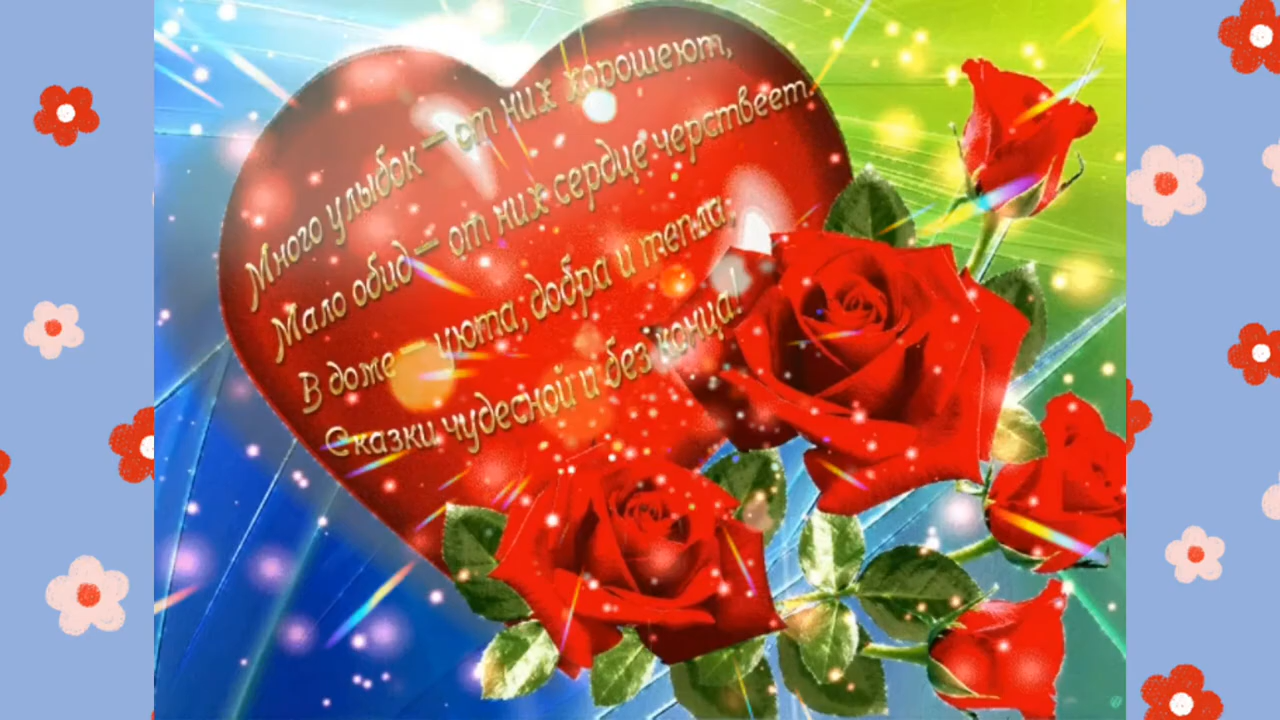 Много улыбок – от них хорошеют,
Мало обид – от них сердце черствеет.
В доме – уюта, добра и тепла,
Сказки чудесной и без конца!